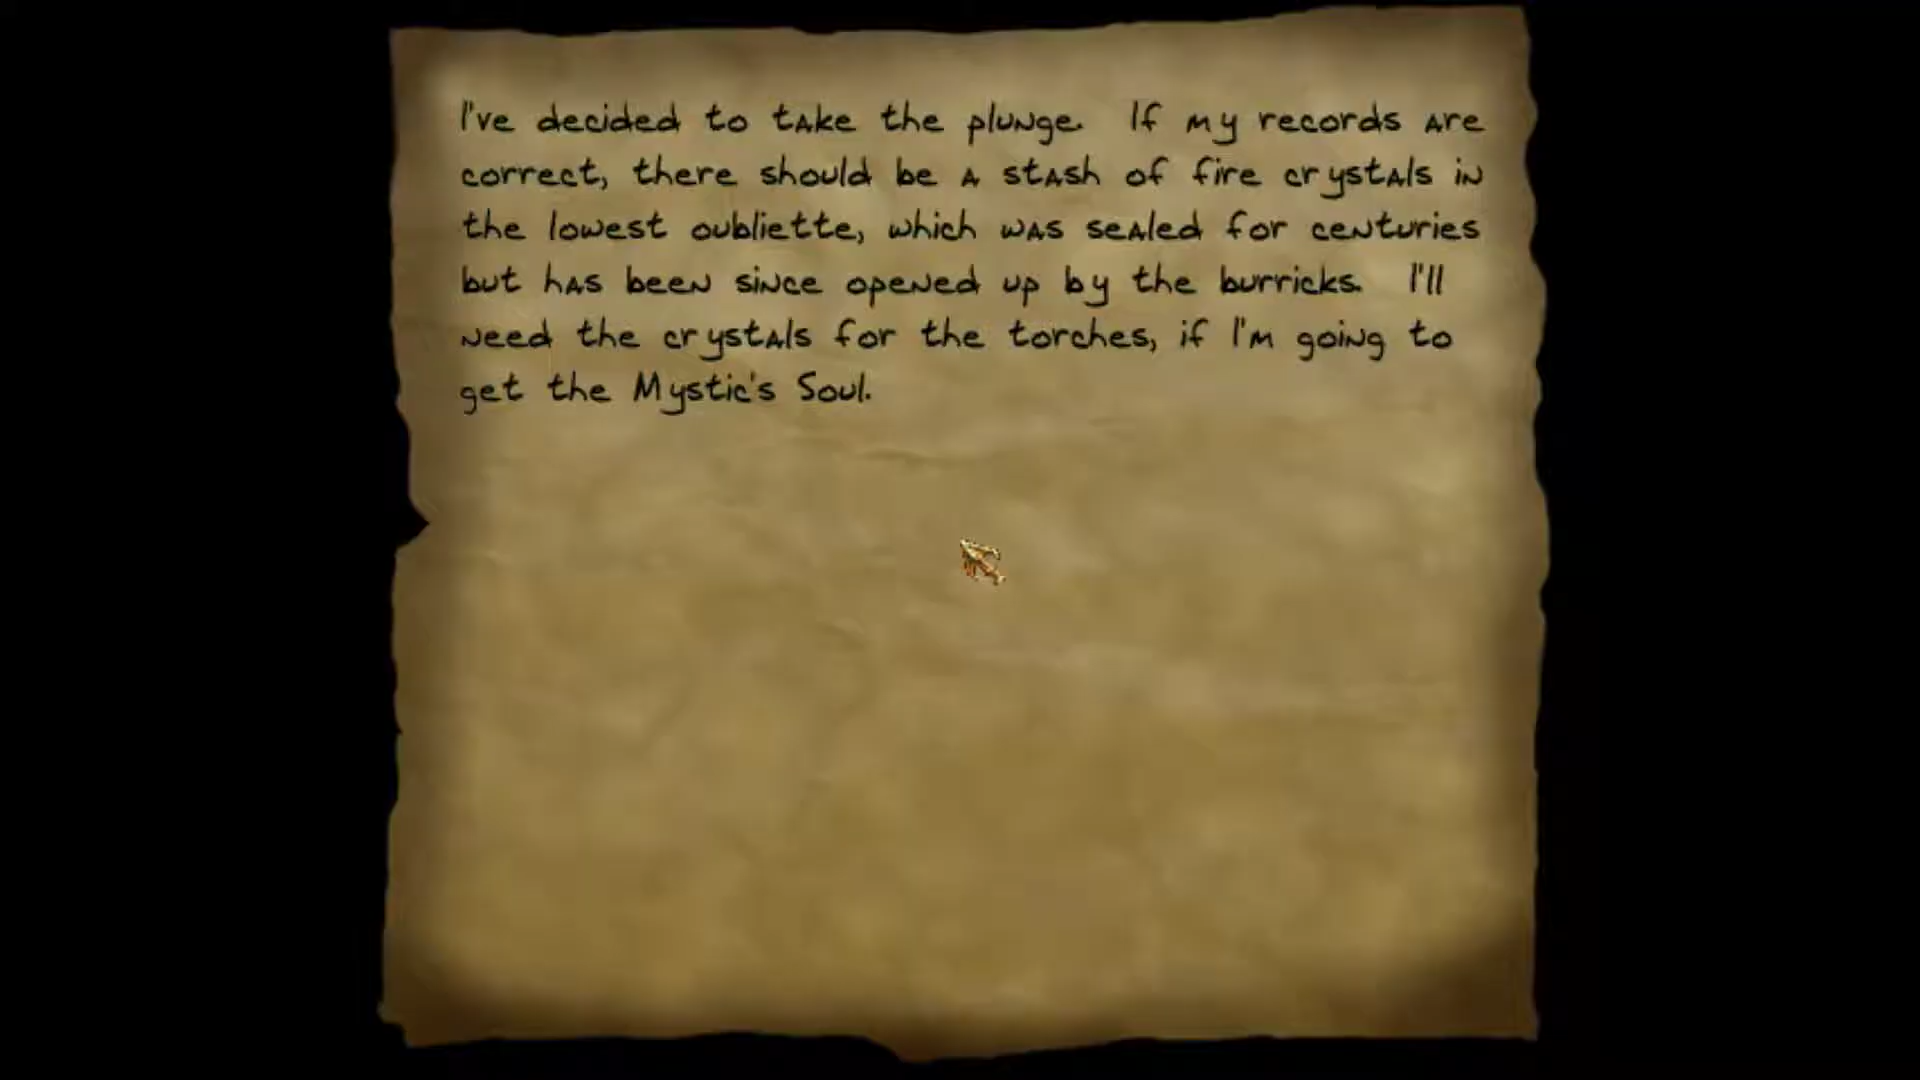 I've decided to take the plunge.  If my records are
correct, there should be a stash of fire crystals in
the lowest oubliette, which was sealed for centuries
but has been since opened up by the burricks.  I'll
need the crystals for the torches, if I'm going to
get the Mystic's Soul.